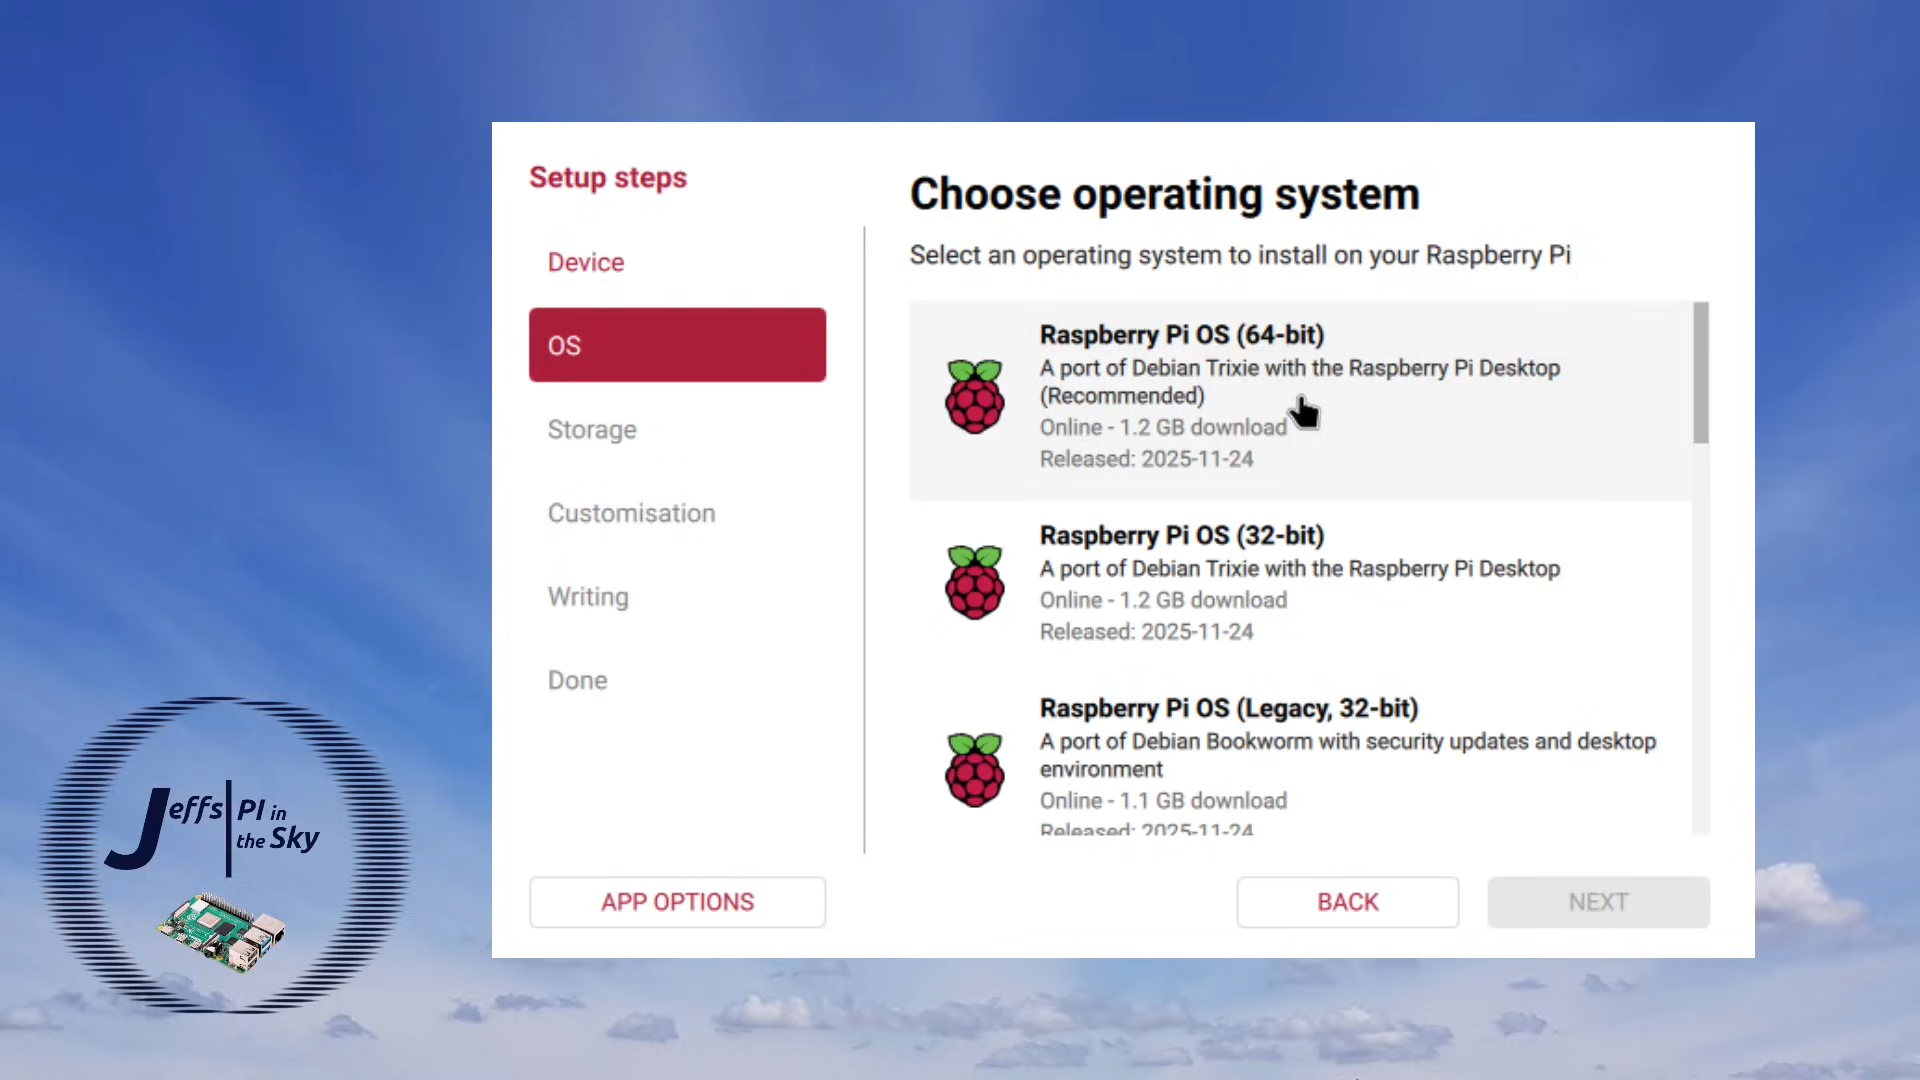 Setup steps
Device
OS
Storage
Customisation
Writing
Done
APP OPTIONS
Choose operating system
Select an operating system to install on your Raspberry Pi
Raspberry Pi OS (64-bit)
A port of Debian Trixie with the Raspberry Pi Desktop
(Recommended)
Online - 1.2 GB download
Released: 2025-11-24
Raspberry Pi OS (32-bit)
A port of Debian Trixie with the Raspberry Pi Desktop
Online - 1.2 GB download
Released: 2025-11-24
Raspberry Pi OS (Legacy, 32-bit)
A port of Debian Bookworm with security updates and desktop
environment
Online - 1.1 GB download
Released: 2025-11-24
BACK
NEXT
Jeffs PI in
the Sky